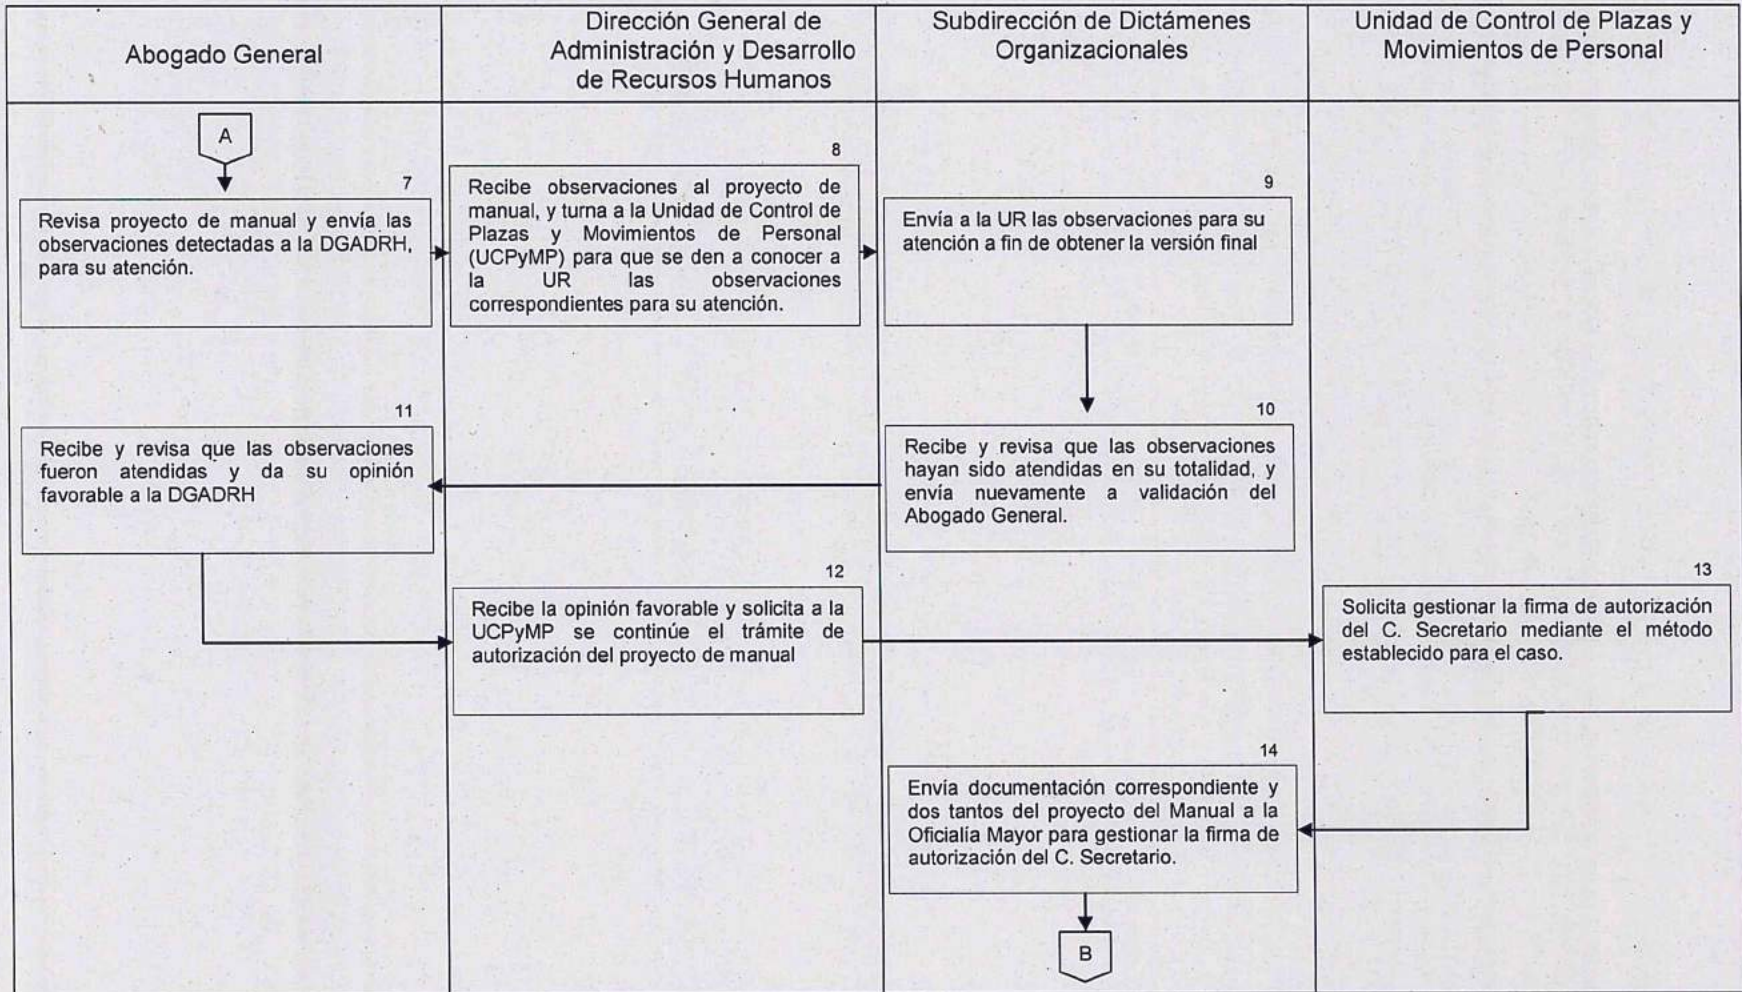 Abogado General
Dirección General de
Administración y Desarrollo
de Recursos Humanos
Subdirección de Dictámenes
Organizacionales
Unidad de Control de Plazas y
Movimientos de Personal
A
7
Revisa proyecto de manual y envía las
observaciones detectadas a la DGADRH,
para su atención.
8
Recibe observaciones al proyecto de
manual, y turna a la Unidad de Control de
Plazas y Movimientos de Personal
(UCPyMP) para que se den a conocer a
la UR las observaciones
correspondientes para su atención.
9
Envía a la UR las observaciones para su
atención a fin de obtener la versión final
10
Recibe y revisa que las observaciones
hayan sido atendidas en su totalidad, y
envía nuevamente a validación del
Abogado General.
11
Recibe y revisa que las observaciones
fueron atendidas y da su opinión
favorable a la DGADRH
12
Recibe la opinión favorable y solicita a la
UCPyMP se continúe el trámite de
autorización del proyecto de manual
13
Solicita gestionar la firma de autorización
del C. Secretario mediante el método
establecido para el caso.
14
Envía documentación correspondiente y
dos tantos del proyecto del Manual a la
Oficialía Mayor para gestionar la firma de
autorización del C. Secretario.
B